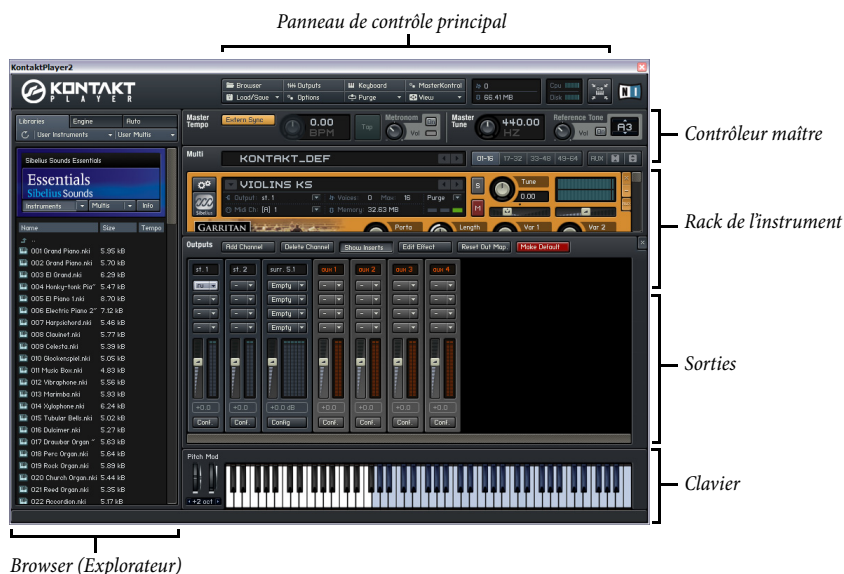 Panneau de contrôle principal
KontaktPlayer2
KONTAKT
PLAYER
Browser Outputs Keyboard MasterKontrol 0 Cpu
Load/Save Options Purge View 66.41MB Disk
NI
Libraries Engine Auto
User Instruments User Multis
Master Tempo Extern Sync. 0.00 BPM Tap Metronom On Vol Master Tune 440.00 HZ Reference Tone Vol On A3
Contrôleur maître
Multi KONTAKT_DEF 01-16 17-32 33-48 49-64 AUX
Sibelius Sounds Essentials
Essentials
Sibelius Sounds
Instruments Multis Info
VIOLINS KS S Tune
Output: st. 1 Voices: 0 Max: 16 Purge 0.00
Midi Ch: [A] 1 Memory: 32.63 MB M
Sibelius
GARRITAN Porto Length Var 1 Var 2
Rack de l'instrument
Outputs Add Channel Delete Channel Show Inserts Edit Effect Reset Out Map. Make Default
st. 1 st. 2 surr. 5.1 aux 1 aux 2 aux 3 aux 4
Empty
Empty
Empty
Empty
+0.0 +0.0 +0.0 dB +0.0 +0.0 +0.0 +0.0
Conf. Conf. Config Conf. Conf. Conf. Conf.
Sorties
Name Size Tempo
..
001 Grand Piano.nki 5.95 kB
002 Grand Piano.nki 5.70 kB
003 El Grand.nki 6.29 kB
004 Honky-tonk Pia~ 5.47 kB
005 El Piano 1.nki 8.70 kB
006 Electric Piano 2~ 7.12 kB
007 Harpsichord.nki 5.46 kB
008 Clavinet.nki 5.77 kB
009 Celesta.nki 5.39 kB
010 Glockenspiel.nki 5.05 kB
011 Music Box.nki 4.83 kB
012 Vibraphone.nki 5.56 kB
013 Marimba.nki 5.93 kB
014 Xylophone.nki 6.24 kB
015 Tubular Bells.nki 5.02 kB
016 Dulcimer.nki 5.27 kB
017 Drawbar Organ ~ 5.63 kB
018 Perc Organ.nki 5.64 kB
019 Rock Organ.nki 5.89 kB
020 Church Organ.nki 5.44 kB
021 Reed Organ.nki 5.35 kB
022 Accordion.nki 5.17 kB
Pitch Mod
+2 oct
Clavier
Browser (Explorateur)